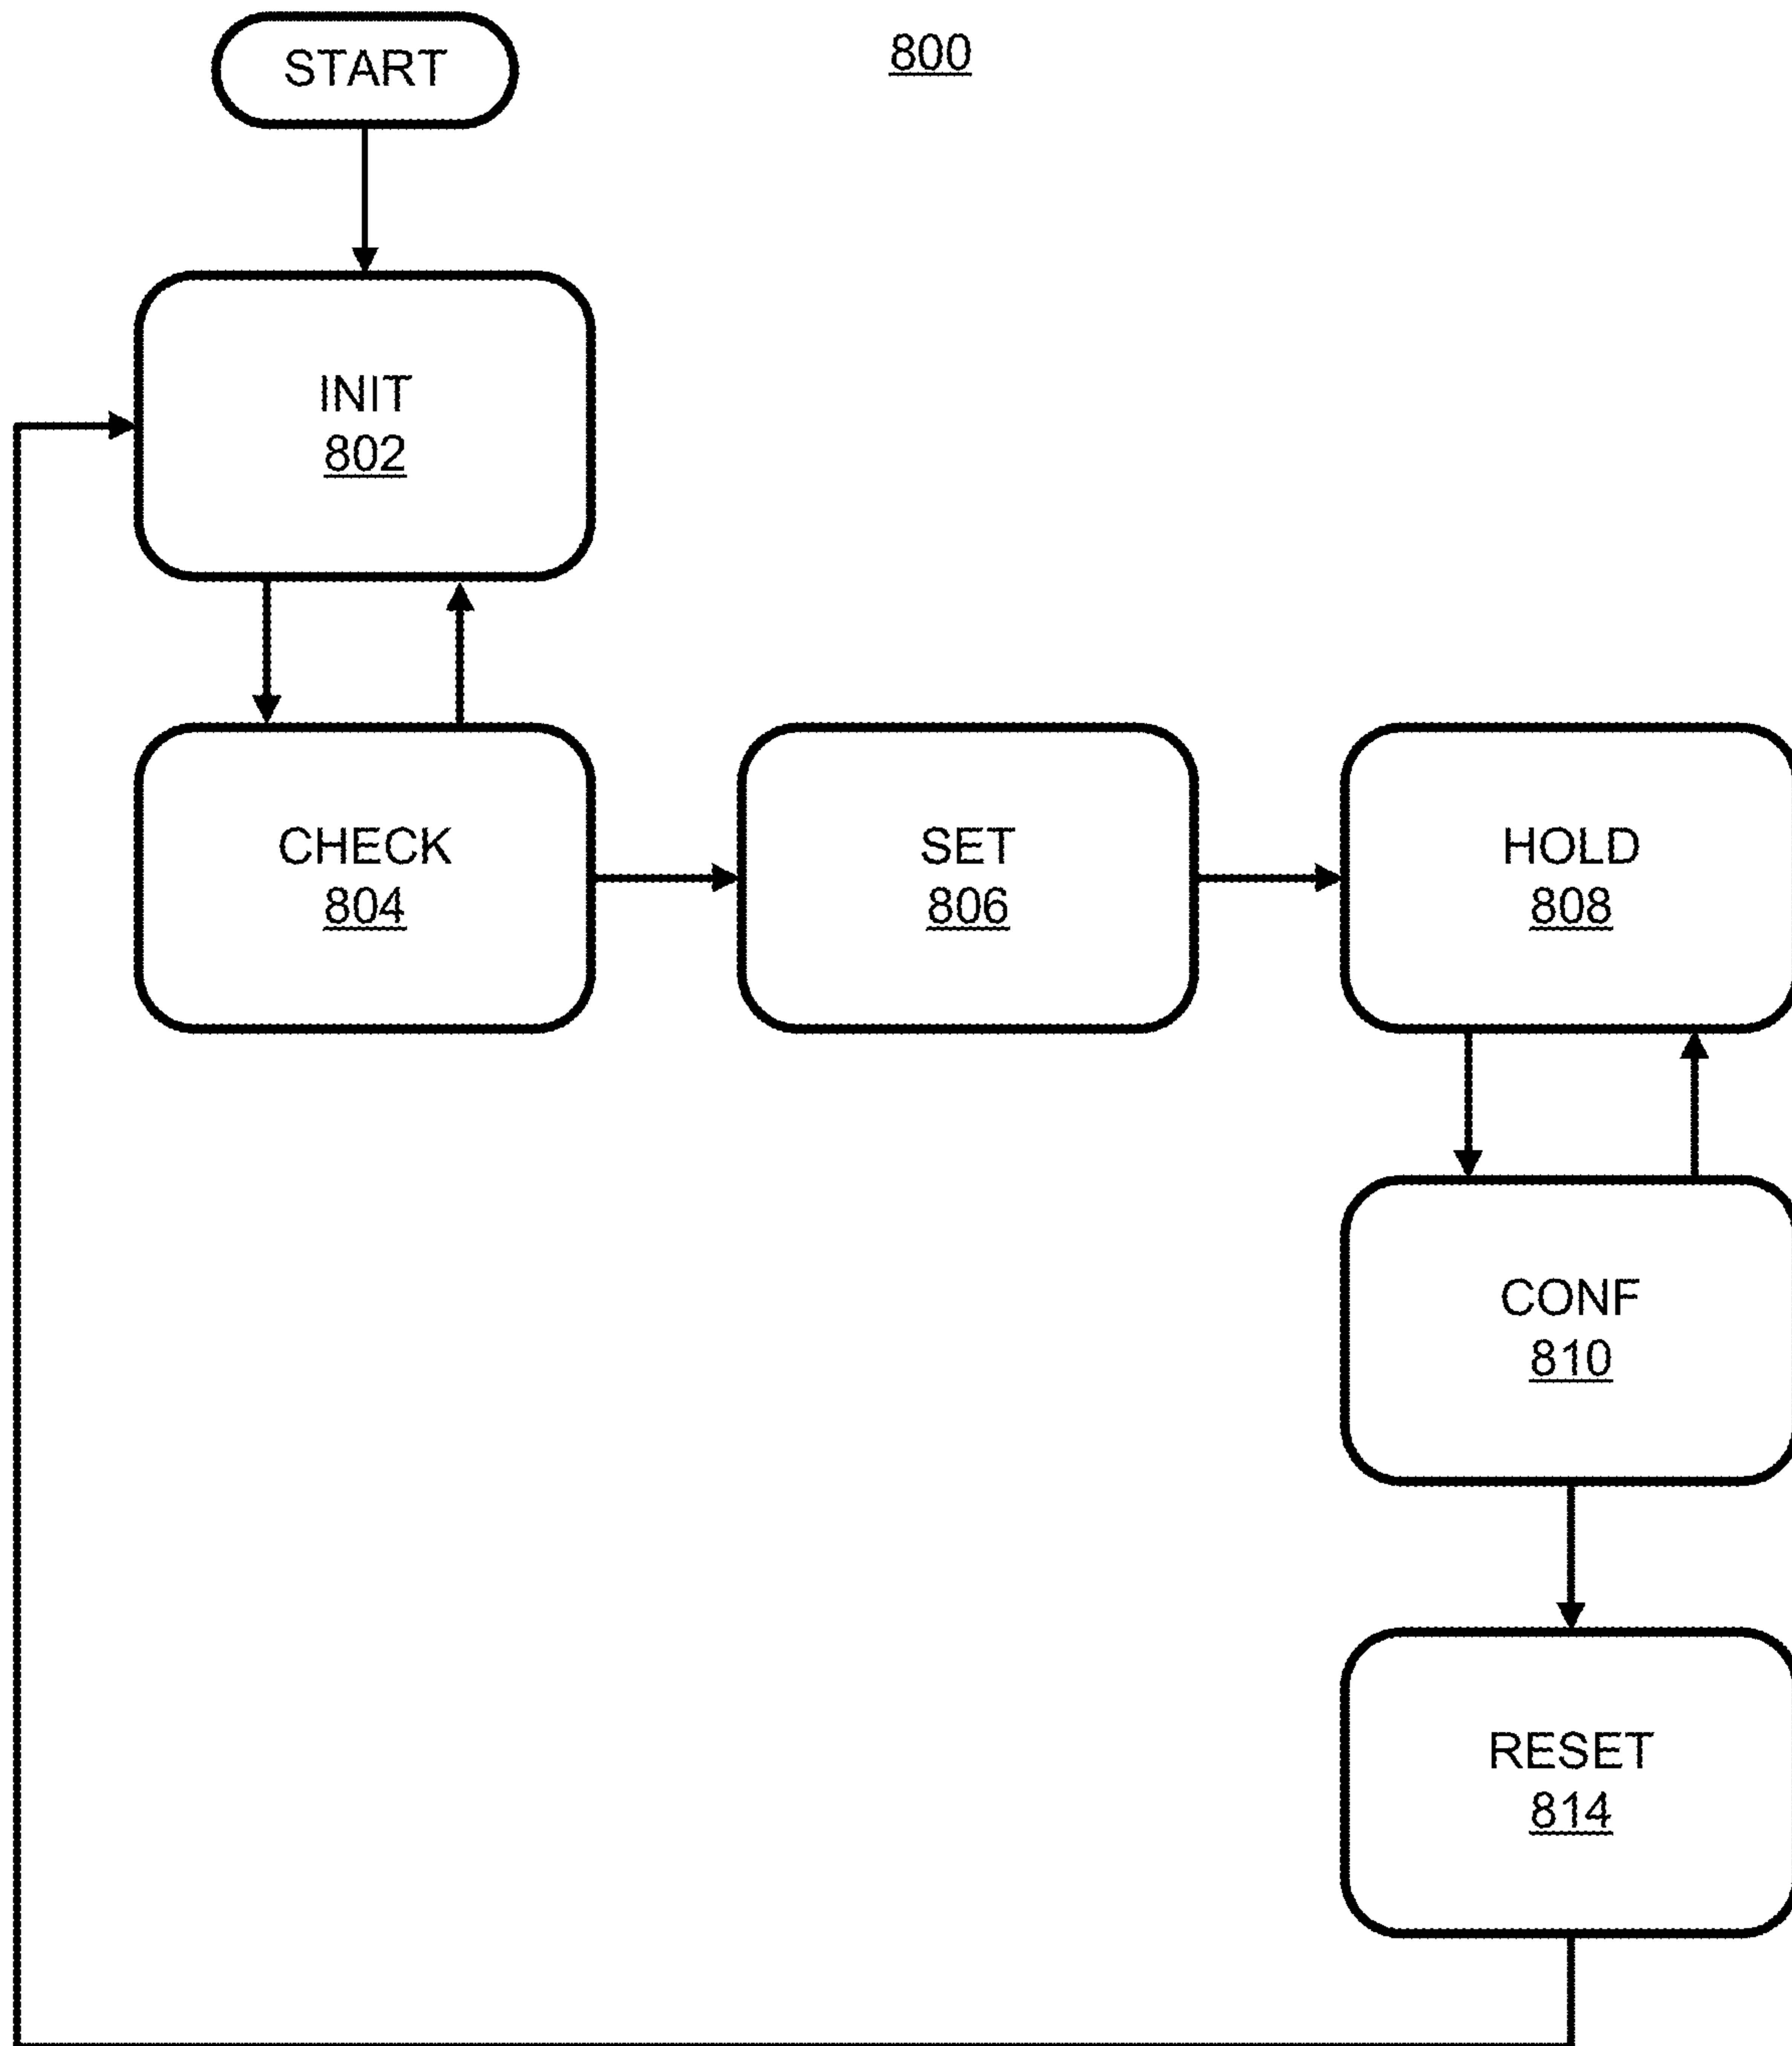 START
800
INIT
802
CHECK
804
SET
806
HOLD
808
CONF
810
RESET
814